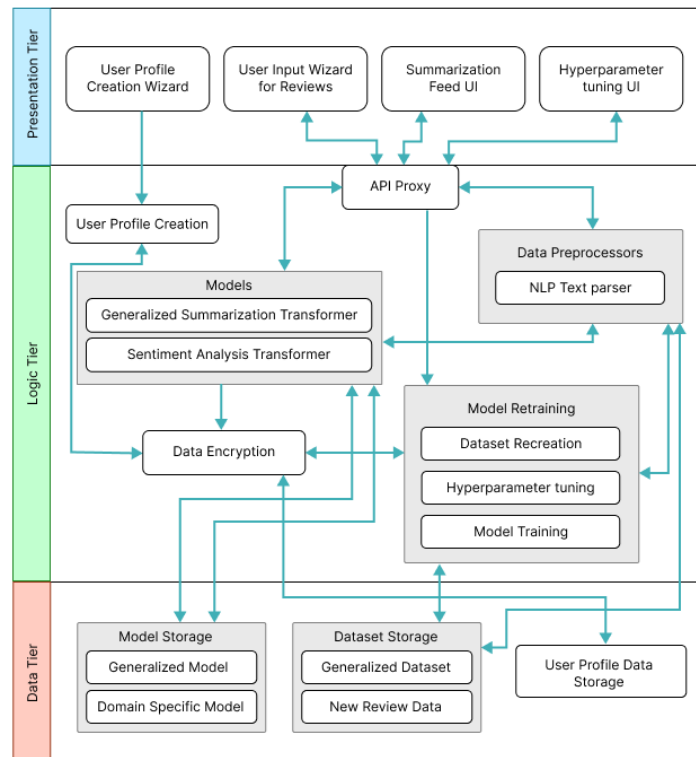 Presentation Tier
User Profile
Creation Wizard
User Input Wizard
for Reviews
Summarization
Feed UI
Hyperparameter
tuning UI
Logic Tier
API Proxy
User Profile Creation
Data Preprocessors
NLP Text parser
Models
Generalized Summarization Transformer
Sentiment Analysis Transformer
Data Encryption
Model Retraining
Dataset Recreation
Hyperparameter tuning
Model Training
Data Tier
Model Storage
Generalized Model
Domain Specific Model
Dataset Storage
Generalized Dataset
New Review Data
User Profile Data
Storage